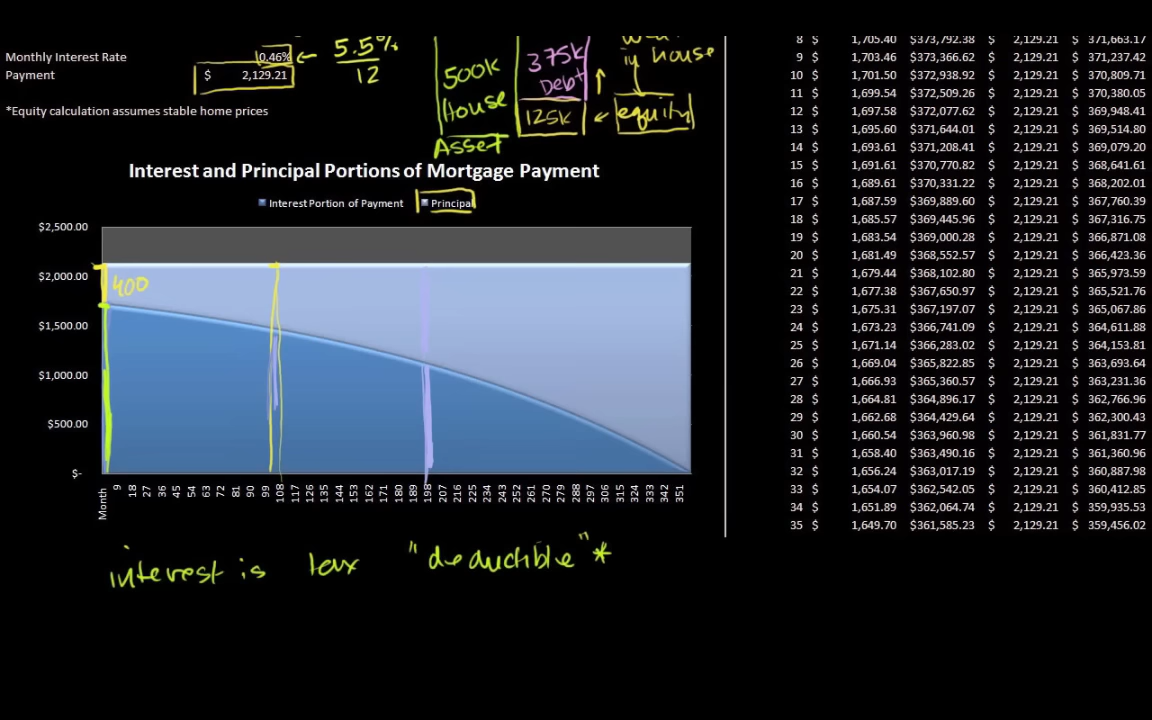 Monthly Interest Rate 0.46% ← 5.5% / 12
Payment $ 2,129.21
*Equity calculation assumes stable home prices
500k
House
Asset
375k
Debt
125k
in house
← equity
Interest and Principal Portions of Mortgage Payment
Interest Portion of Payment Principal
$2,500.00
$2,000.00
$1,500.00
$1,000.00
$500.00
$-
400
Month 9 18 27 36 45 54 63 72 81 90 99 108 117 126 135 144 153 162 171 180 189 198 207 216 225 234 243 252 261 270 279 288 297 306 315 324 333 342 351
interest is tax "deductible"*
8 $ 1,705.40 $373,792.38 $ 2,129.21 $ 371,663.17
9 $ 1,703.46 $373,366.62 $ 2,129.21 $ 371,237.42
10 $ 1,701.50 $372,938.92 $ 2,129.21 $ 370,809.71
11 $ 1,699.54 $372,509.26 $ 2,129.21 $ 370,380.05
12 $ 1,697.58 $372,077.62 $ 2,129.21 $ 369,948.41
13 $ 1,695.60 $371,644.01 $ 2,129.21 $ 369,514.80
14 $ 1,693.61 $371,208.41 $ 2,129.21 $ 369,079.20
15 $ 1,691.61 $370,770.82 $ 2,129.21 $ 368,641.61
16 $ 1,689.61 $370,331.22 $ 2,129.21 $ 368,202.01
17 $ 1,687.59 $369,889.60 $ 2,129.21 $ 367,760.39
18 $ 1,685.57 $369,445.96 $ 2,129.21 $ 367,316.75
19 $ 1,683.54 $369,000.28 $ 2,129.21 $ 366,871.08
20 $ 1,681.49 $368,552.57 $ 2,129.21 $ 366,423.36
21 $ 1,679.44 $368,102.80 $ 2,129.21 $ 365,973.59
22 $ 1,677.38 $367,650.97 $ 2,129.21 $ 365,521.76
23 $ 1,675.31 $367,197.07 $ 2,129.21 $ 365,067.86
24 $ 1,673.23 $366,741.09 $ 2,129.21 $ 364,611.88
25 $ 1,671.14 $366,283.02 $ 2,129.21 $ 364,153.81
26 $ 1,669.04 $365,822.85 $ 2,129.21 $ 363,693.64
27 $ 1,666.93 $365,360.57 $ 2,129.21 $ 363,231.36
28 $ 1,664.81 $364,896.17 $ 2,129.21 $ 362,766.96
29 $ 1,662.68 $364,429.64 $ 2,129.21 $ 362,300.43
30 $ 1,660.54 $363,960.98 $ 2,129.21 $ 361,831.77
31 $ 1,658.40 $363,490.16 $ 2,129.21 $ 361,360.96
32 $ 1,656.24 $363,017.19 $ 2,129.21 $ 360,887.98
33 $ 1,654.07 $362,542.05 $ 2,129.21 $ 360,412.85
34 $ 1,651.89 $362,064.74 $ 2,129.21 $ 359,935.53
35 $ 1,649.70 $361,585.23 $ 2,129.21 $ 359,456.02